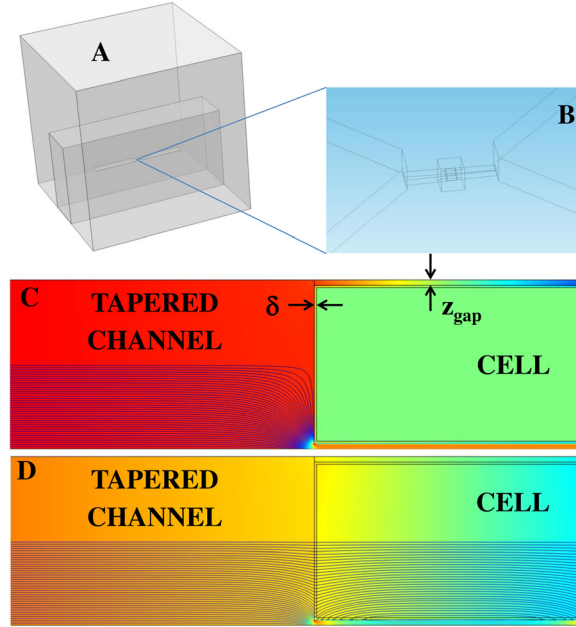 A
B
C
TAPERED
CHANNEL
δ
z_gap
CELL
D
TAPERED
CHANNEL
CELL